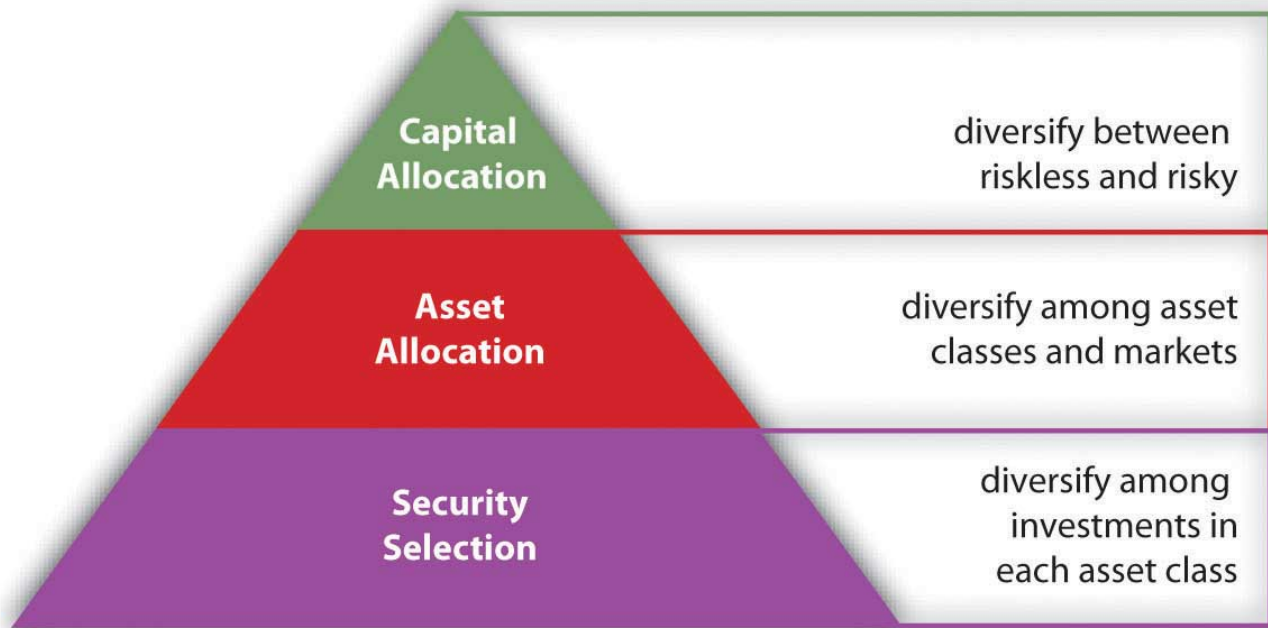 Capital
Allocation
diversify between
riskless and risky
Asset
Allocation
diversify among asset
classes and markets
Security
Selection
diversify among
investments in
each asset class